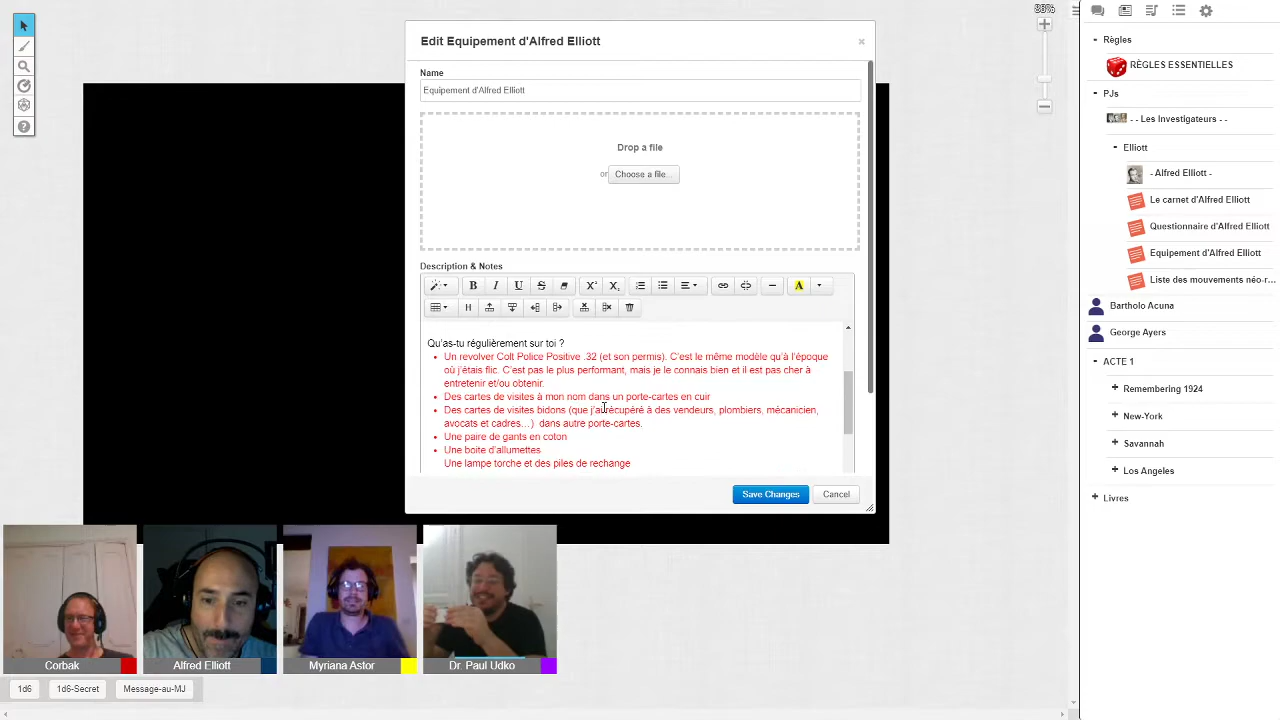 88%
Edit Equipement d'Alfred Elliott
×
Name
Equipement d'Alfred Elliott
Drop a file
or Choose a file...
Description & Notes
B I U S X² X₂ A
H
Qu'as-tu régulièrement sur toi ?
• Un revolver Colt Police Positive .32 (et son permis). C'est le même modèle qu'à l'époque
où j'étais flic. C'est pas le plus performant, mais je le connais bien et il est pas cher à
entretenir et/ou obtenir.
• Des cartes de visites à mon nom dans un porte-cartes en cuir
• Des cartes de visites bidons (que j'ai récupéré à des vendeurs, plombiers, mécanicien,
avocats et cadres…) dans autre porte-cartes.
• Une paire de gants en coton
• Une boite d'allumettes
Une lampe torche et des piles de rechange
Save Changes
Cancel
Règles
RÈGLES ESSENTIELLES
PJs
- - Les Investigateurs - -
Elliott
- Alfred Elliott -
Le carnet d'Alfred Elliott
Questionnaire d'Alfred Elliott
Equipement d'Alfred Elliott
Liste des mouvements néo-r...
Bartholo Acuna
George Ayers
ACTE 1
Remembering 1924
New-York
Savannah
Los Angeles
Livres
Corbak
Alfred Elliott
Myriana Astor
Dr. Paul Udko
1d6
1d6-Secret
Message-au-MJ